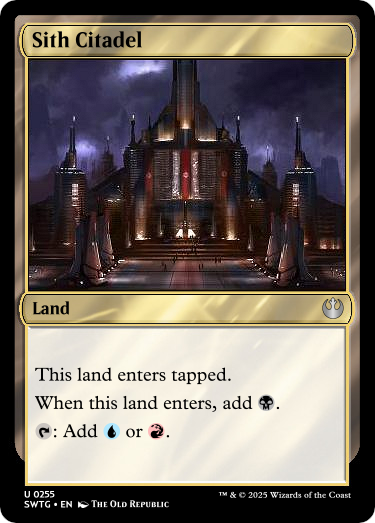 Sith Citadel
Land
This land enters tapped.
When this land enters, add .
: Add or .
U 0255
SWTG • EN THE OLD REPUBLIC
™ & © 2025 Wizards of the Coast